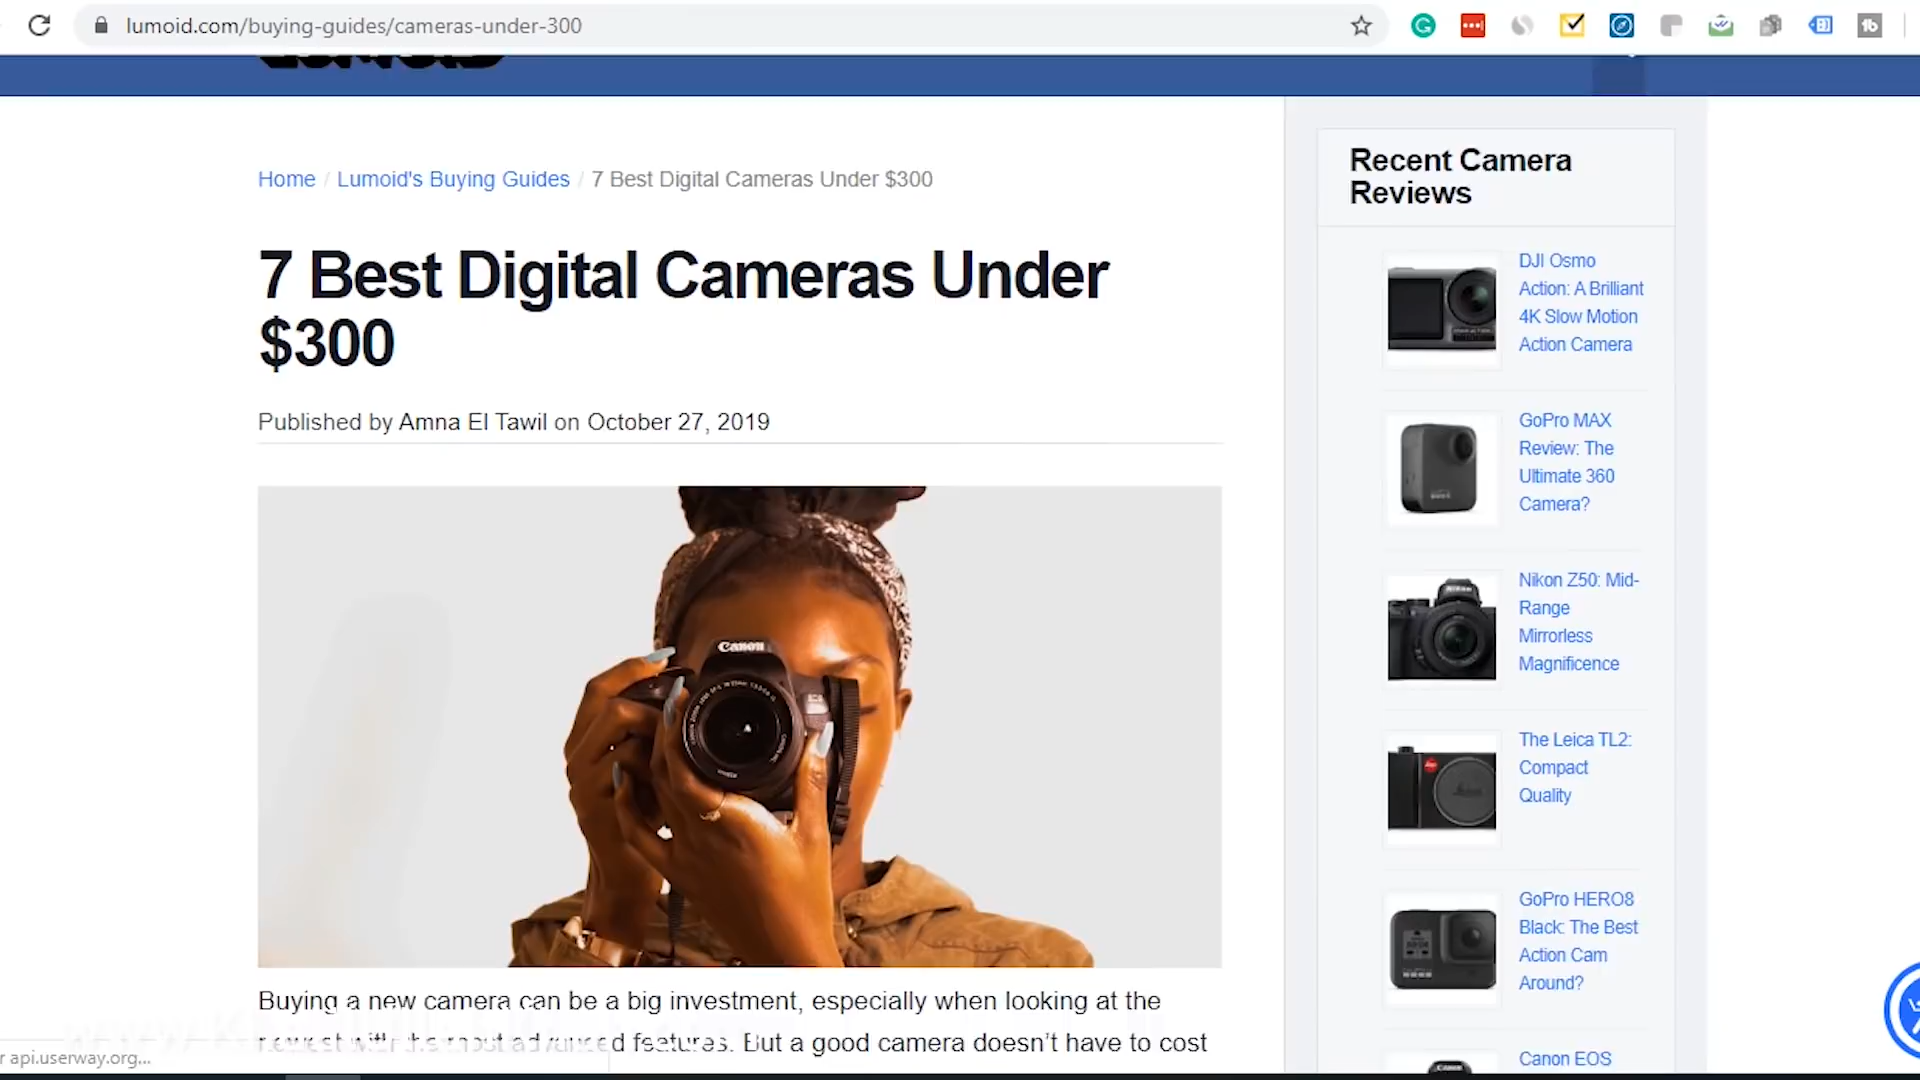 lumoid.com/buying-guides/cameras-under-300
Home / Lumoid's Buying Guides / 7 Best Digital Cameras Under $300
7 Best Digital Cameras Under
$300
Published by Amna El Tawil on October 27, 2019
Canon
Buying a new camera can be a big investment, especially when looking at the
newest with the most advanced features. But a good camera doesn't have to cost
api.userway.org...
Recent Camera
Reviews
DJI Osmo
Action: A Brilliant
4K Slow Motion
Action Camera
GoPro MAX
Review: The
Ultimate 360
Camera?
Nikon Z50: Mid-
Range
Mirrorless
Magnificence
The Leica TL2:
Compact
Quality
GoPro HERO8
Black: The Best
Action Cam
Around?
Canon EOS